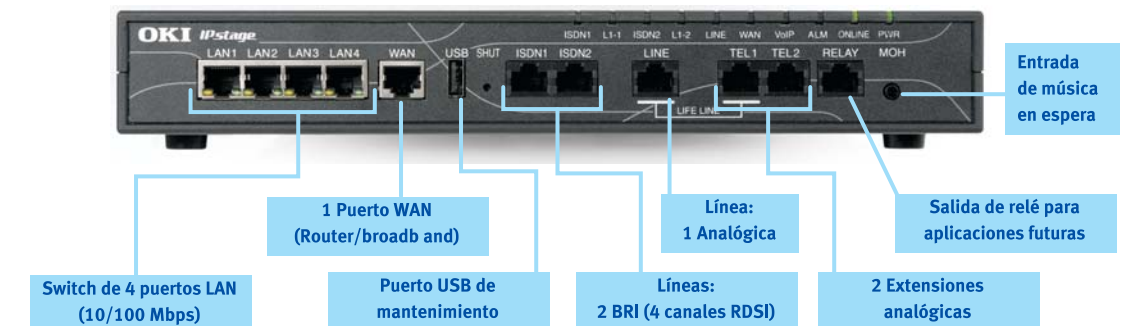 ISDN1 L1-1 ISDN2 L1-2 LINE WAN VoIP ALM ONLINE PWR
OKI IPstage
LAN1 LAN2 LAN3 LAN4 WAN USB SHUT ISDN1 ISDN2 LINE TEL1 TEL2 RELAY MOH
LIFE LINE
Entrada
de música
en espera
1 Puerto WAN
(Router/broadb and)
Línea:
1 Analógica
Salida de relé para
aplicaciones futuras
Switch de 4 puertos LAN
(10/100 Mbps)
Puerto USB de
mantenimiento
Líneas:
2 BRI (4 canales RDSI)
2 Extensiones
analógicas